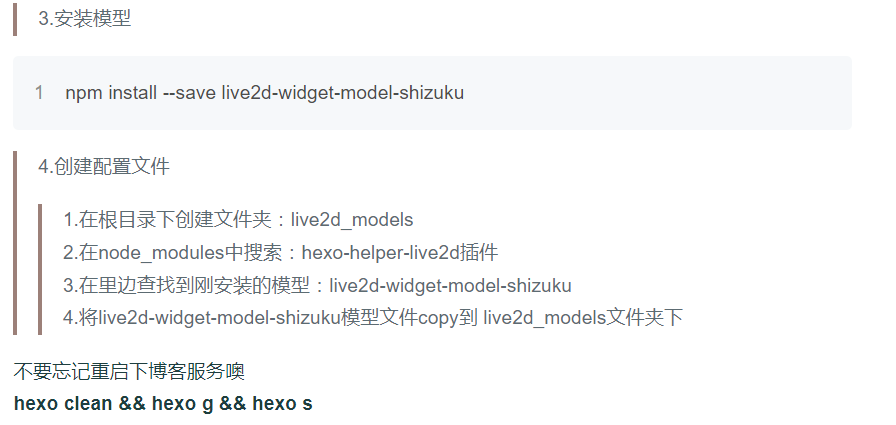 3.安装模型
1 npm install --save live2d-widget-model-shizuku
4.创建配置文件
1.在根目录下创建文件夹：live2d_models
2.在node_modules中搜索：hexo-helper-live2d插件
3.在里边查找到刚安装的模型：live2d-widget-model-shizuku
4.将live2d-widget-model-shizuku模型文件copy到 live2d_models文件夹下
不要忘记重启下博客服务噢
hexo clean && hexo g && hexo s